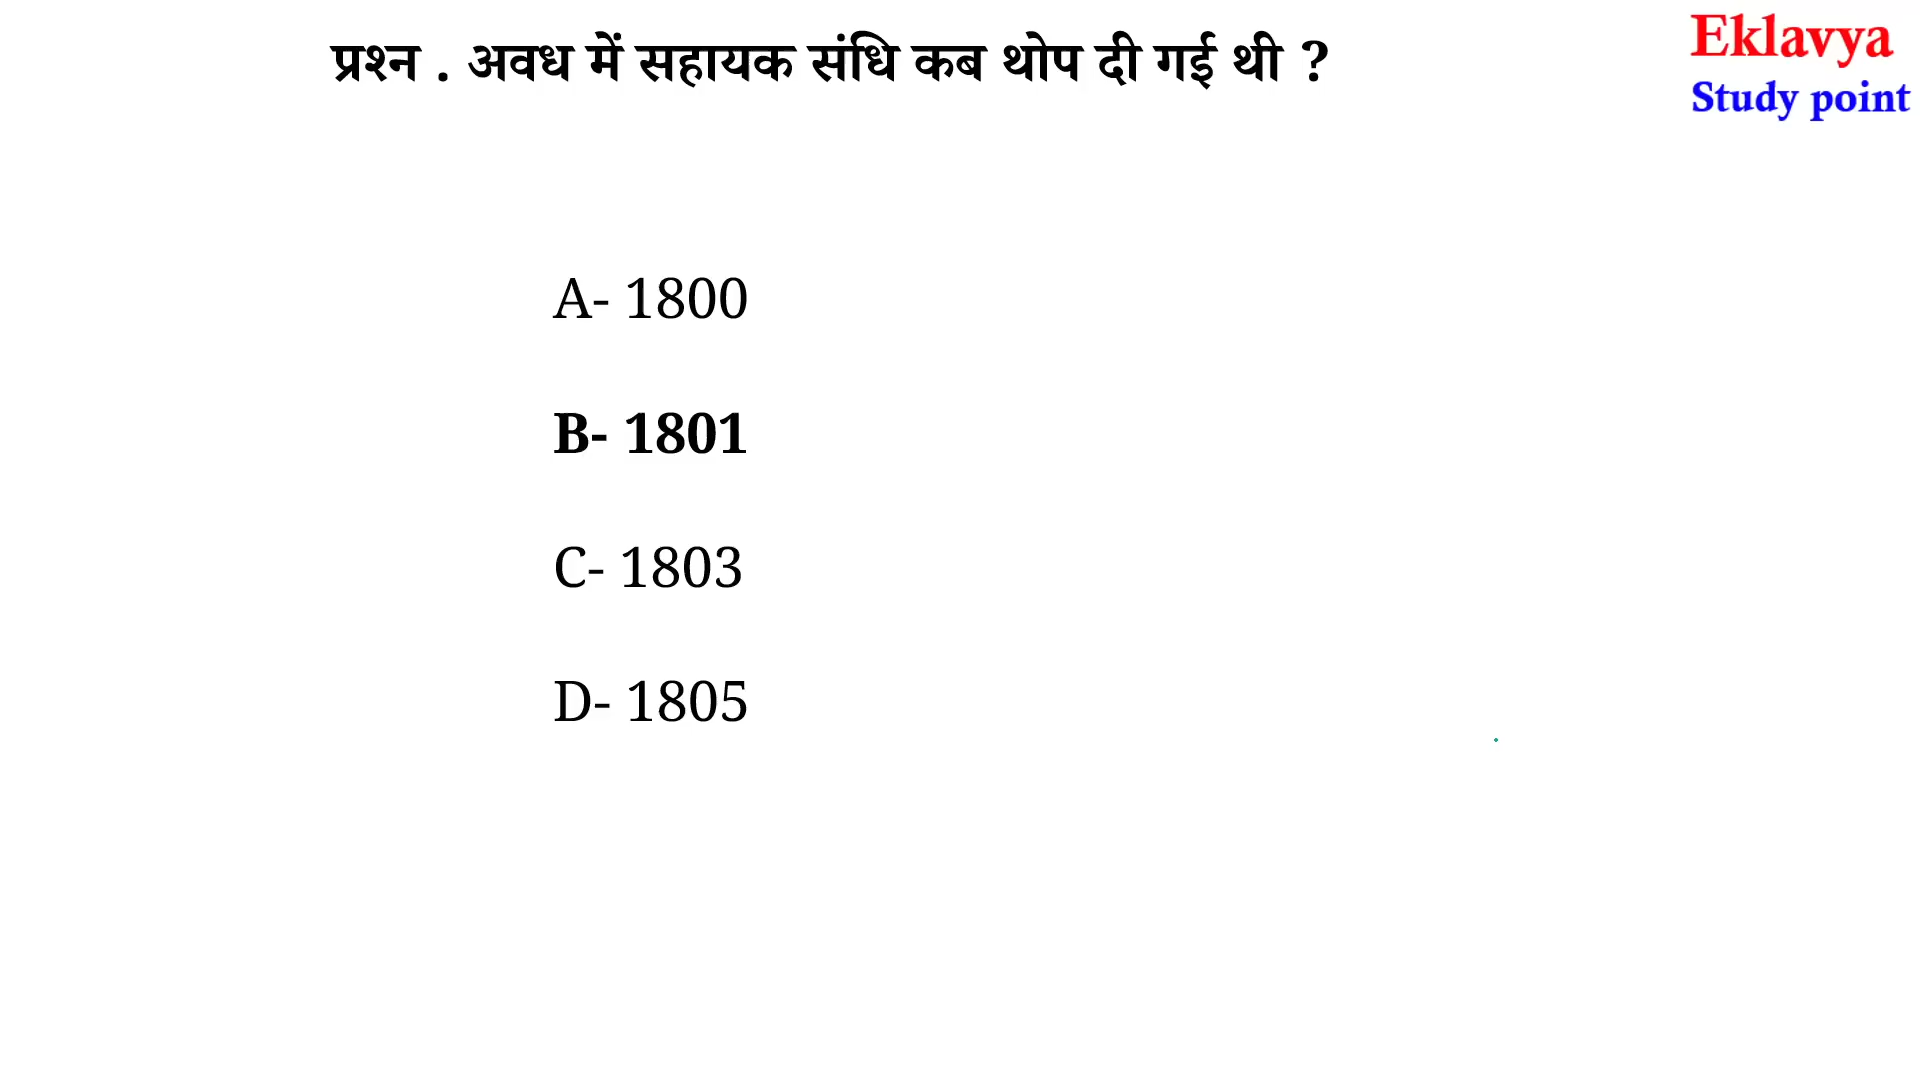 प्रश्न . अवध में सहायक संधि कब थोप दी गई थी ?
Eklavya
Study point
A- 1800
B- 1801
C- 1803
D- 1805